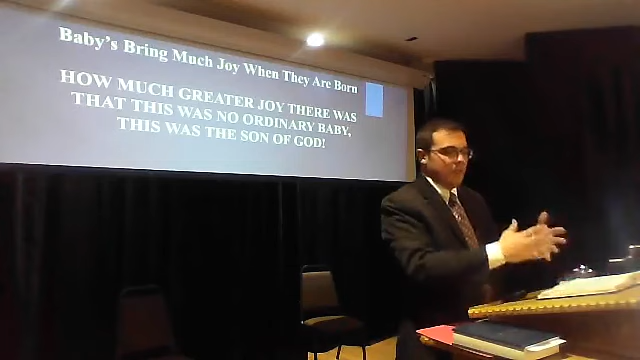 Baby's Bring Much Joy When They Are Born
HOW MUCH GREATER JOY THERE WAS
THAT THIS WAS NO ORDINARY BABY,
THIS WAS THE SON OF GOD!